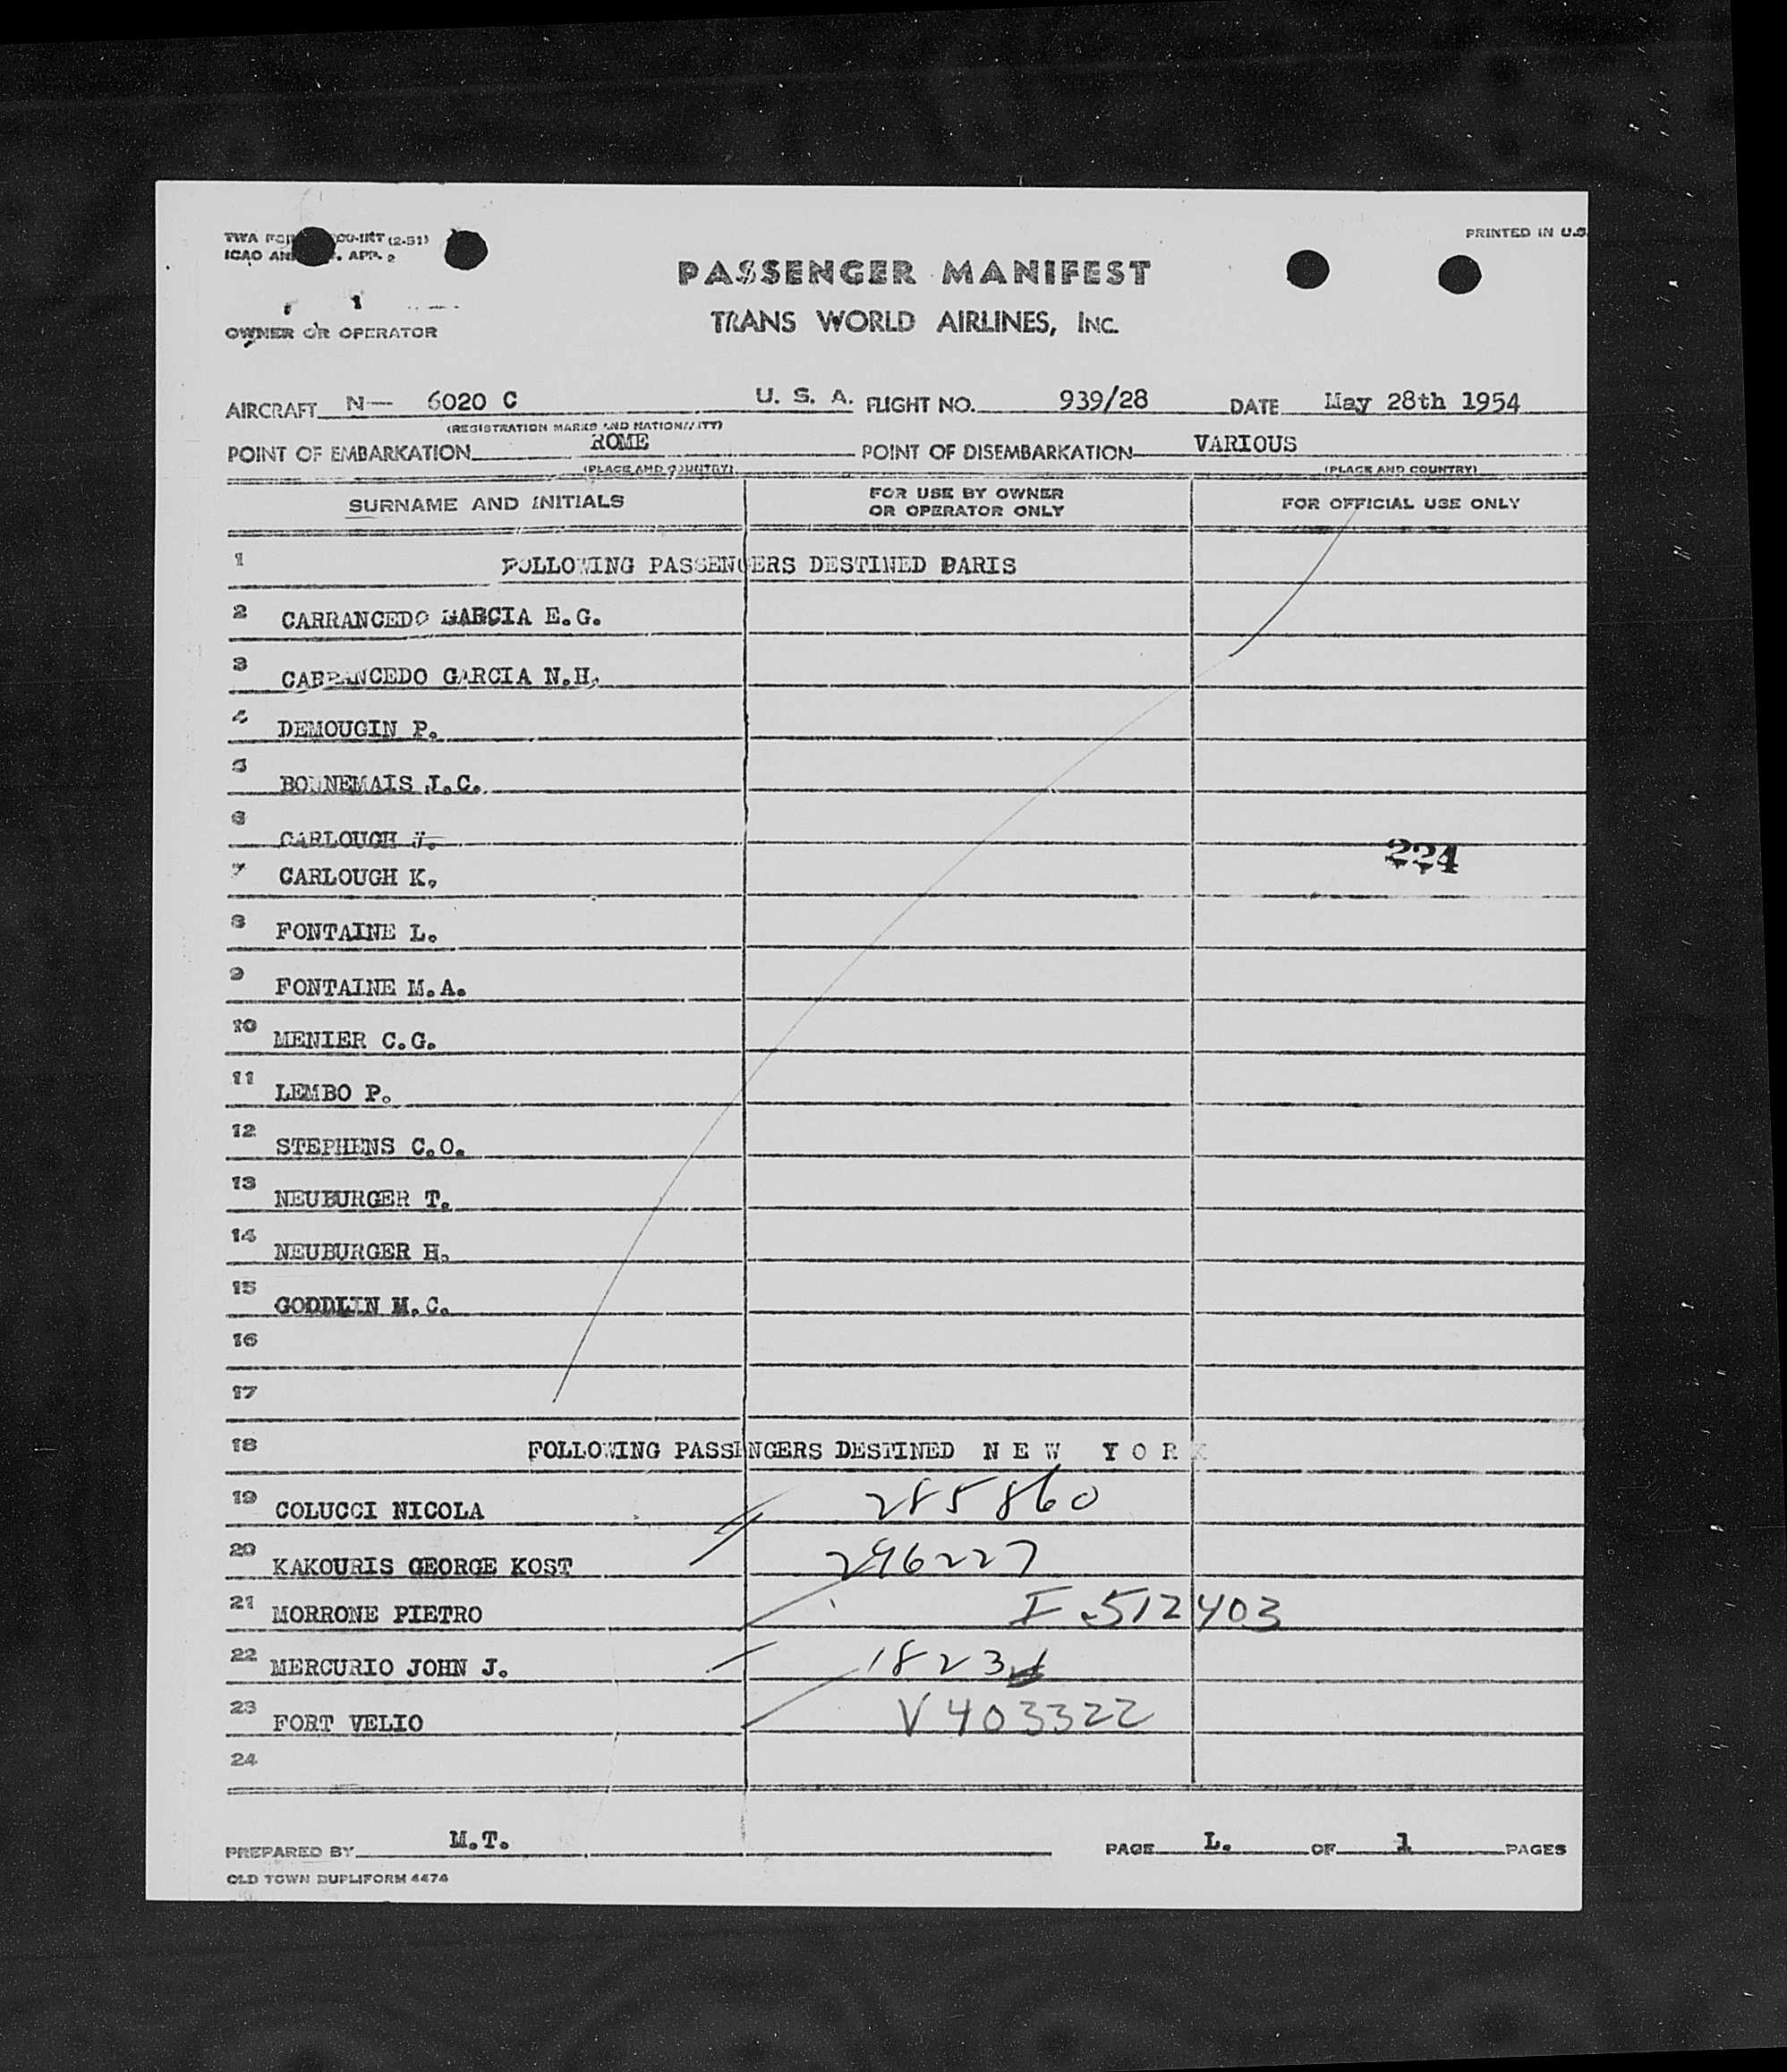 PRINTED IN U.S.
PASSENGER MANIFEST
TRANS WORLD AIRLINES, INC.
OWNER OR OPERATOR
AIRCRAFT N— 6020 C U. S. A. FLIGHT NO. 939/28 DATE May 28th 1954
(REGISTRATION MARKS AND NATIONALITY)
POINT OF EMBARKATION ROME POINT OF DISEMBARKATION VARIOUS
(PLACE AND COUNTRY) (PLACE AND COUNTRY)
SURNAME AND INITIALS FOR USE BY OWNER OR OPERATOR ONLY FOR OFFICIAL USE ONLY
1 FOLLOWING PASSENGERS DESTINED PARIS
2 CARRANCEDO GARCIA E.G.
3 CARRANCEDO GARCIA N.H.
4 DEMOUGIN P.
5 BONNEMAIS J.C.
6 CARLOUGH J.
224
7 CARLOUGH K.
8 FONTAINE L.
9 FONTAINE M.A.
10 MENIER C.G.
11 LEMBO P.
12 STEPHENS C.O.
13 NEUBURGER T.
14 NEUBURGER H.
15 GODDLIN M.C.
16
17
18 FOLLOWING PASSENGERS DESTINED N E W Y O R K
19 COLUCCI NICOLA 285860
20 KAKOURIS GEORGE KOST 296227
21 MORRONE PIETRO I-512403
22 MERCURIO JOHN J.
23 FORT VELIO V403322
24
PREPARED BY M.T. PAGE L. OF 1 PAGES
OLD TOWN DUPLIFORM 4474